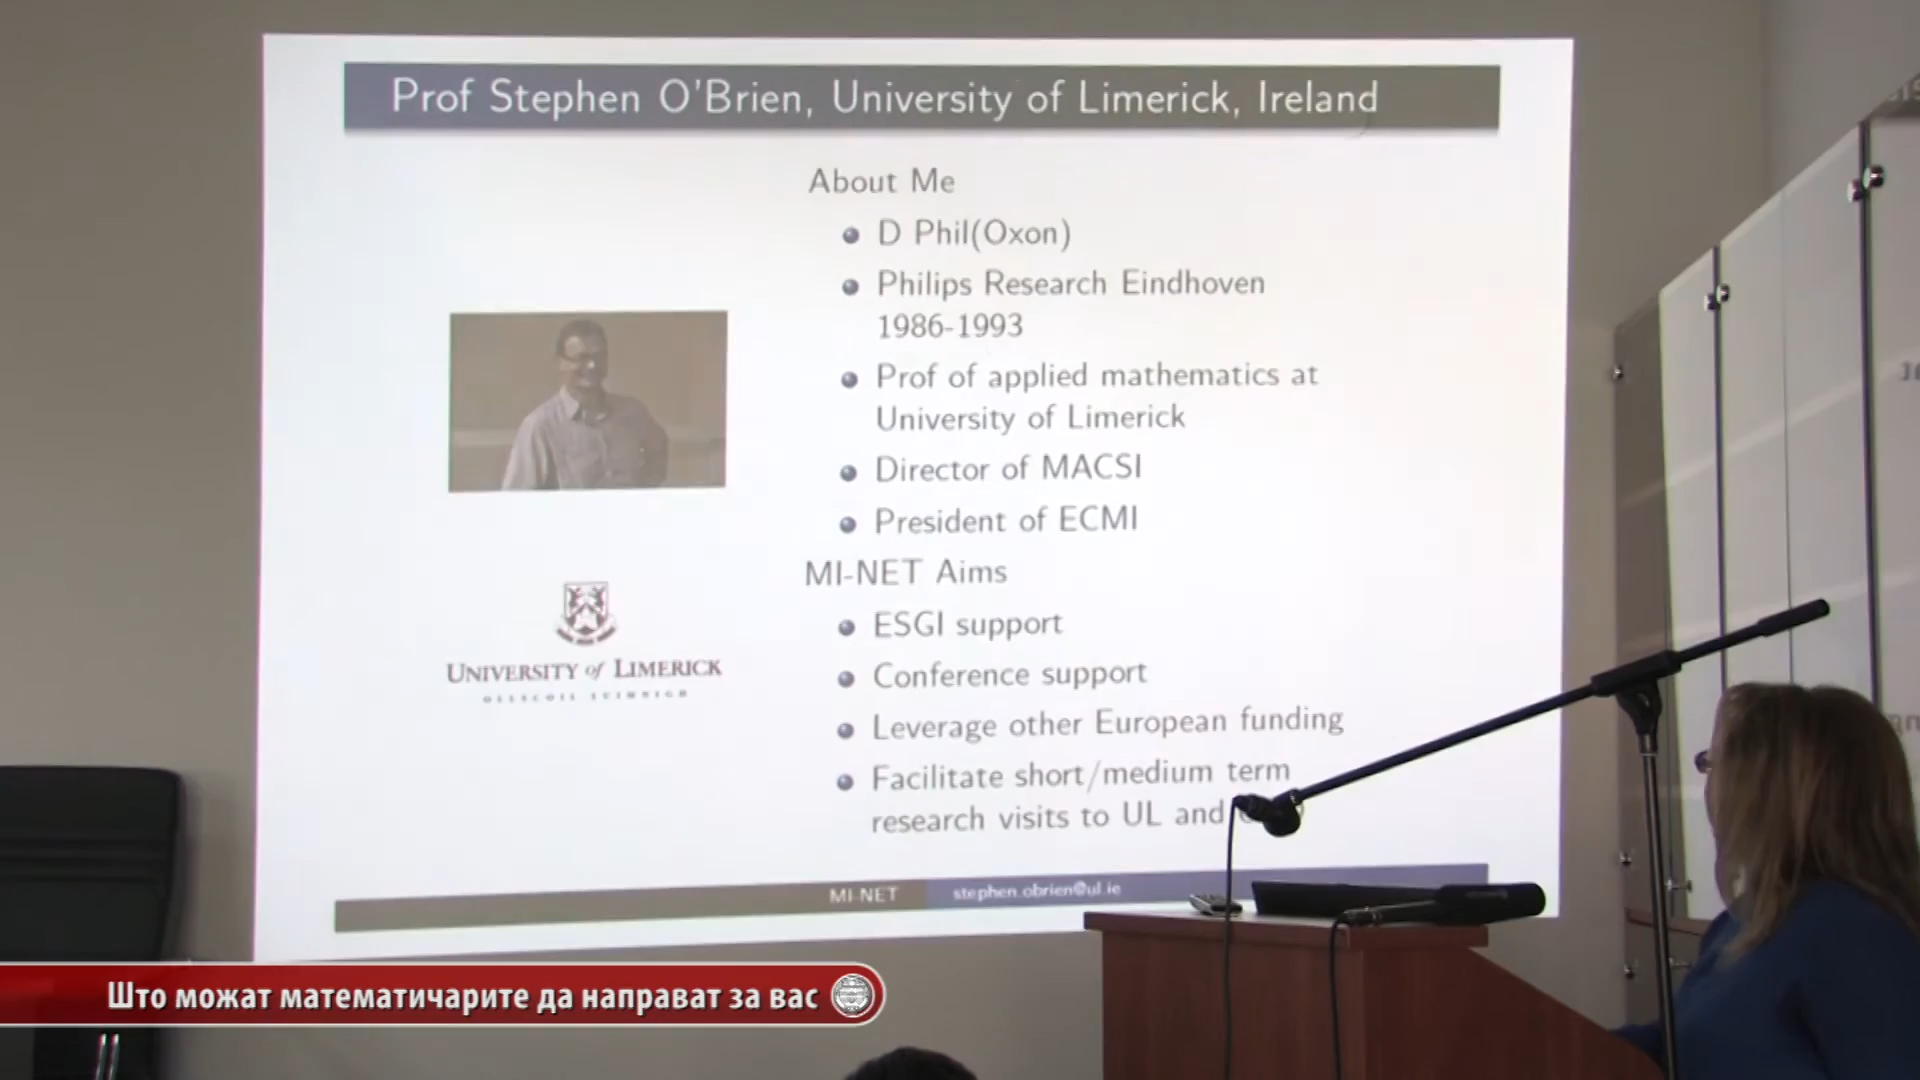 Prof Stephen O'Brien, University of Limerick, Ireland
About Me
D Phil(Oxon)
Philips Research Eindhoven
1986-1993
Prof of applied mathematics at
University of Limerick
Director of MACSI
President of ECMI
MI-NET Aims
ESGI support
Conference support
Leverage other European funding
Facilitate short/medium term
research visits to UL and
UNIVERSITY of LIMERICK
OLLSCOIL LUIMNIGH
MI-NET
stephen.obrien@ul.ie
Што можат математичарите да направат за вас